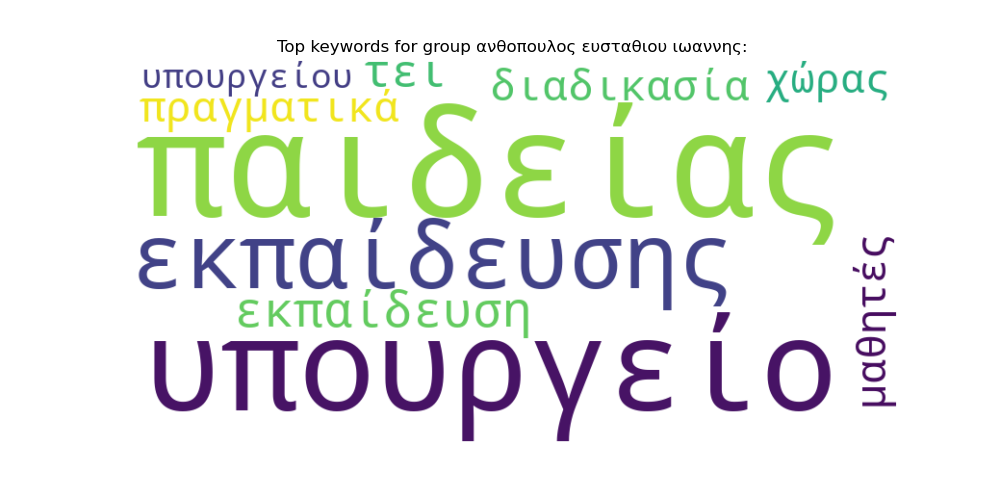 Top keywords for group ανθοπουλος ευσταθιου ιωαννης:
υπουργείου τει διαδικασία χώρας
πραγματικά
παιδείας
εκπαίδευσης
εκπαίδευση
υπουργείο
μαθητές